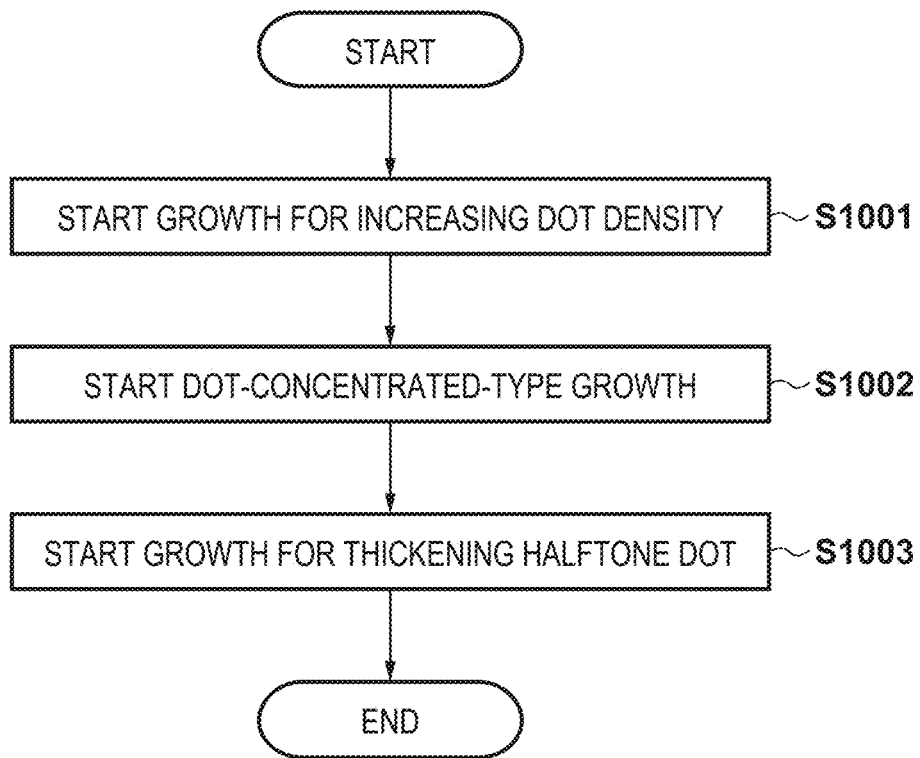 START
START GROWTH FOR INCREASING DOT DENSITY S1001
START DOT-CONCENTRATED-TYPE GROWTH S1002
START GROWTH FOR THICKENING HALFTONE DOT S1003
END